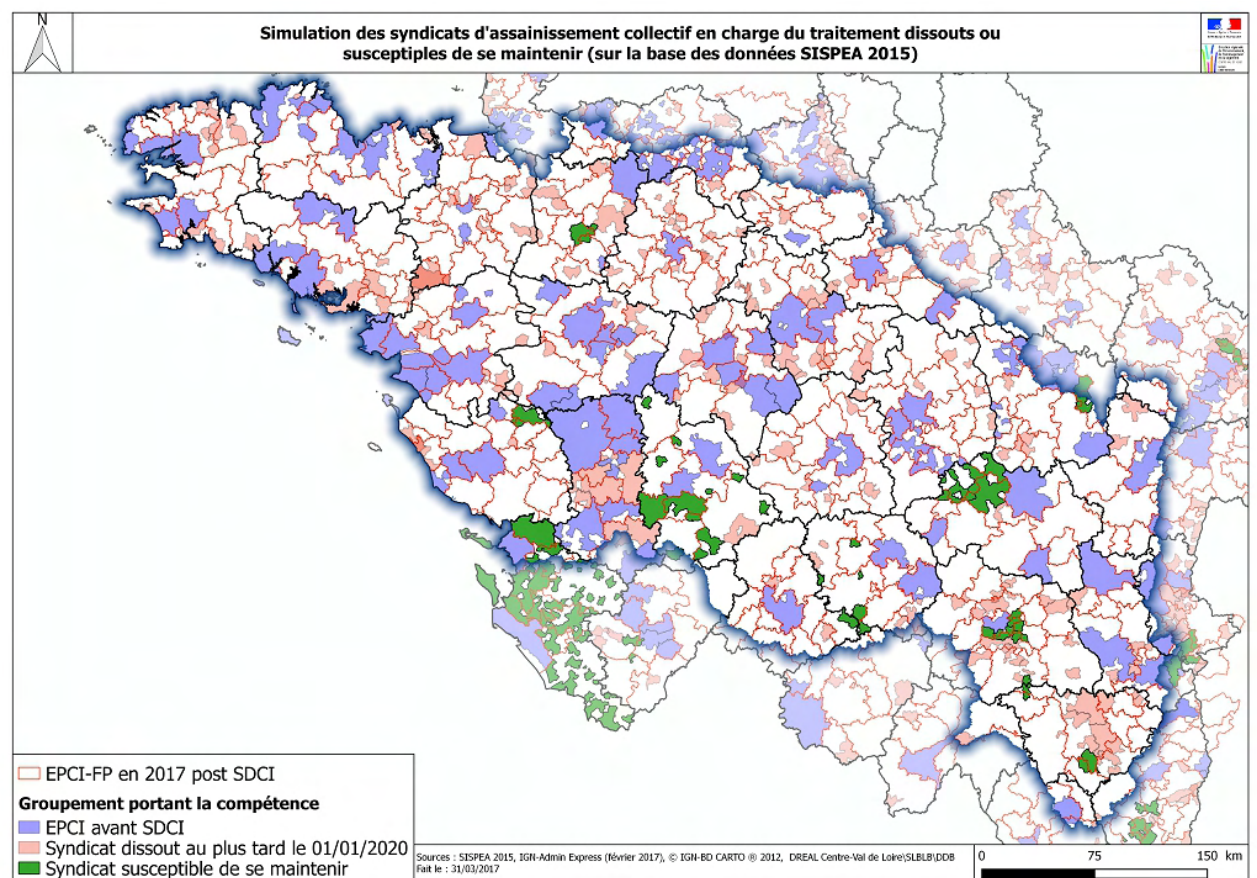 N
Simulation des syndicats d'assainissement collectif en charge du traitement dissouts ou
susceptiples de se maintenir (sur la base des données SISPEA 2015)
EPCI-FP en 2017 post SDCI
Groupement portant la compétence
EPCI avant SDCI
Syndicat dissout au plus tard le 01/01/2020
Syndicat susceptible de se maintenir
Sources : SISPEA 2015, IGN-Admin Express (février 2017), © IGN-BD CARTO ® 2012, DREAL Centre-Val de Loire\SLBLB\DDB
Fait le : 31/03/2017
0 75 150 km